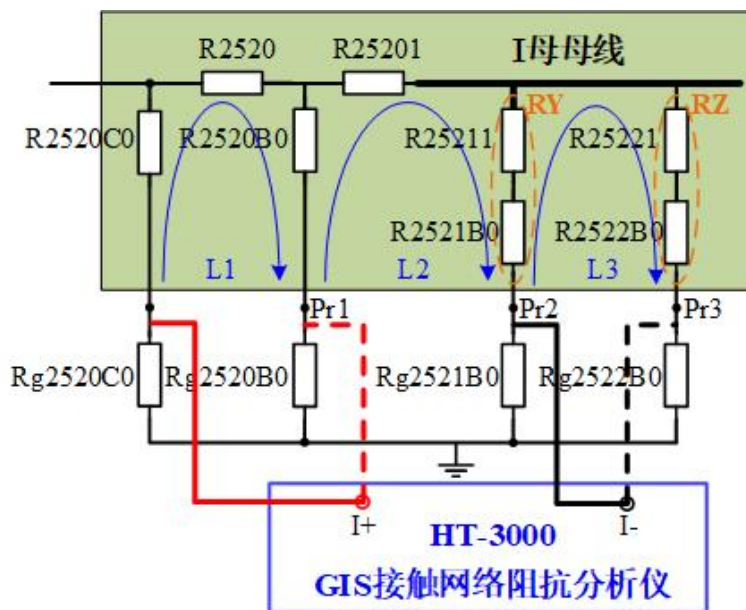 R2520 R25201 I母母线
RY RZ
R2520C0 R2520B0 R25211 R25221
R2521B0 R2522B0
L1 L2 L3
Pr1 Pr2 Pr3
Rg2520C0 Rg2520B0 Rg2521B0 Rg2522B0
I+ I-
HT-3000
GIS接触网络阻抗分析仪